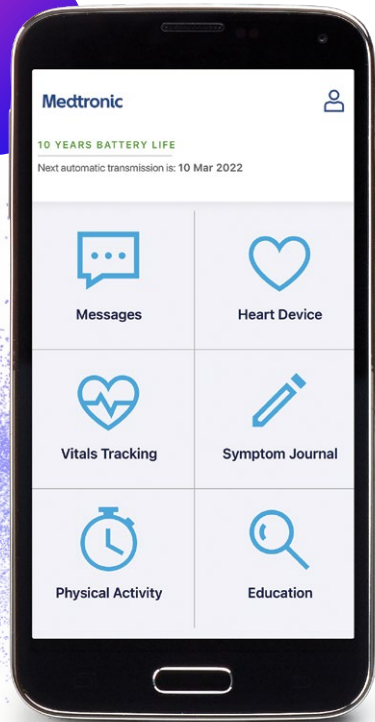 Medtronic
10 YEARS BATTERY LIFE
Next automatic transmission is: 10 Mar 2022
Messages
Heart Device
Vitals Tracking
Symptom Journal
Physical Activity
Education